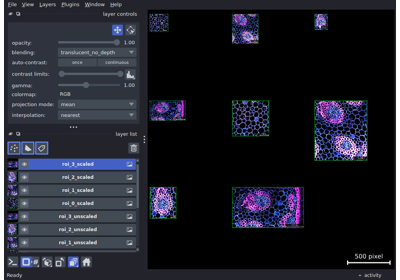 File View Layers Plugins Window Help
layer controls
opacity: 1.00
blending: translucent_no_depth
auto-contrast: once continuous
contrast limits:
gamma: 1.00
colormap: RGB
projection mode: mean
interpolation: nearest
layer list
roi_3_scaled
roi_2_scaled
roi_1_scaled
roi_0_scaled
roi_3_unscaled
roi_2_unscaled
roi_1_unscaled
500 pixel
Ready
activity